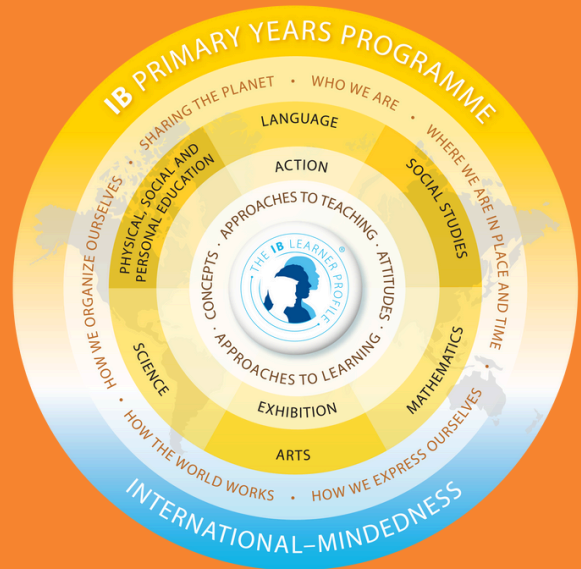 IB PRIMARY YEARS PROGRAMME
SHARING THE PLANET • WHO WE ARE • WHERE WE ARE IN PLACE AND TIME • HOW WE EXPRESS OURSELVES • HOW THE WORLD WORKS • HOW WE ORGANIZE OURSELVES •
LANGUAGE
SOCIAL STUDIES
MATHEMATICS
ARTS
SCIENCE
PHYSICAL, SOCIAL AND
PERSONAL EDUCATION
ACTION
EXHIBITION
APPROACHES TO TEACHING · ATTITUDES · APPROACHES TO LEARNING · CONCEPTS ·
THE IB LEARNER PROFILE
®
INTERNATIONAL–MINDEDNESS